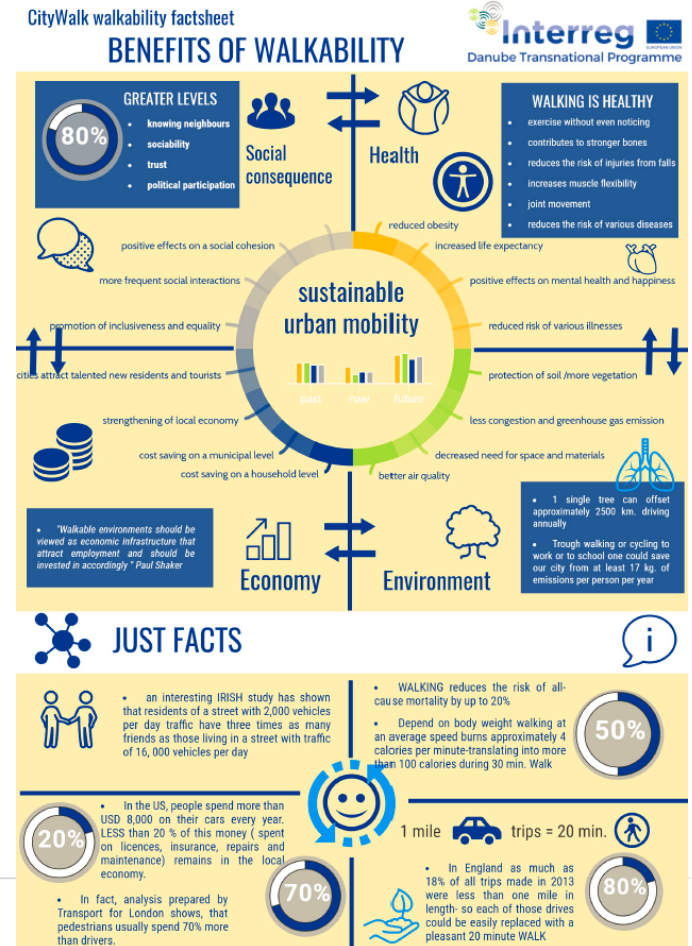 CityWalk walkability factsheet
BENEFITS OF WALKABILITY
Interreg
EUROPEAN UNION
Danube Transnational Programme
80%
GREATER LEVELS
• knowing neighbours
• sociability
• trust
• political participation
Social
consequence
Health
WALKING IS HEALTHY
• exercise without even noticing
• contributes to stronger bones
• reduces the risk of injuries from falls
• increases muscle flexibility
• joint movement
• reduces the risk of various diseases
positive effects on a social cohesion
more frequent social interactions
promotion of inclusiveness and equality
reduced obesity
increased life expectancy
positive effects on mental health and happiness
reduced risk of various illnesses
sustainable
urban mobility
past now future
cities attract talented new residents and tourists
strengthening of local economy
cost saving on a municipal level
cost saving on a household level
protection of soil /more vegetation
less congestion and greenhouse gas emission
decreased need for space and materials
better air quality
• "Walkable environments should be
viewed as economic infrastructure that
attract employment and should be
invested in accordingly " Paul Shaker
Economy
Environment
• 1 single tree can offset
approximately 2500 km. driving
annually
• Trough walking or cycling to
work or to school one could save
our city from at least 17 kg. of
emissions per person per year
JUST FACTS
i
• an interesting IRISH study has shown
that residents of a street with 2,000 vehicles
per day traffic have three times as many
friends as those living in a street with traffic
of 16, 000 vehicles per day
• WALKING reduces the risk of all-
cause mortality by up to 20%
• Depend on body weight walking at
an average speed burns approximately 4
calories per minute-translating into more
than 100 calories during 30 min. Walk
50%
20%
• In the US, people spend more than
USD 8,000 on their cars every year.
LESS than 20 % of this money ( spent
on licences, insurance, repairs and
maintenance) remains in the local
economy.
• In fact, analysis prepared by
Transport for London shows, that
pedestrians usually spend 70% more
than drivers.
70%
1 mile trips = 20 min.
• In England as much as
18% of all trips made in 2013
were less than one mile in
length- so each of those drives
could be easily replaced with a
pleasant 20 minute WALK
80%